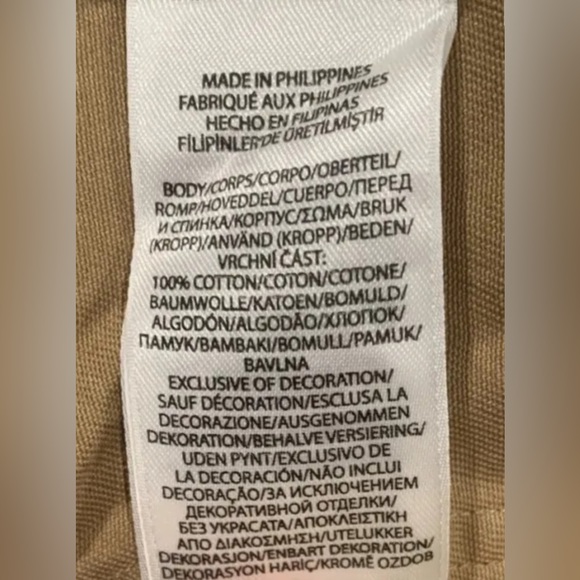 MADE IN PHILIPPINES
FABRIQUÉ AUX PHILIPPINES
HECHO EN FILIPINAS
FİLİPİNLER'DE ÜRETİLMİŞTİR
BODY/CORPS/CORPO/OBERTEIL/
ROMP/HOVEDDEL/CUERPO/ПЕРЕД
И СПИНКА/КОРПУС/ΣΩΜΑ/BRUK
(KROPP)/ANVÄND (KROPP)/BEDEN/
VRCHNÍ ČÁST:
100% COTTON/COTON/COTONE/
BAUMWOLLE/KATOEN/BOMULD/
ALGODÓN/ALGODÃO/ХЛОПОК/
ПАМУК/BAMBAKI/BOMULL/PAMUK/
BAVLNA
EXCLUSIVE OF DECORATION/
SAUF DÉCORATION/ESCLUSA LA
DECORAZIONE/AUSGENOMMEN
DEKORATION/BEHALVE VERSIERING/
UDEN PYNT/EXCLUSIVO DE
LA DECORACIÓN/NÃO INCLUI
DECORAÇÃO/ЗА ИСКЛЮЧЕНИЕМ
ДЕКОРАТИВНОЙ ОТДЕЛКИ/
БЕЗ УКРАСАТА/ΑΠΟΚΛΕΙΣΤΙΚΗ
ΑΠΟ ΔΙΑΚΟΣΜΗΣΗ/UTELUKKER
DEKORASJON/ENBART DEKORATION/
DEKORASYON HARİÇ/KROMĚ OZDOB